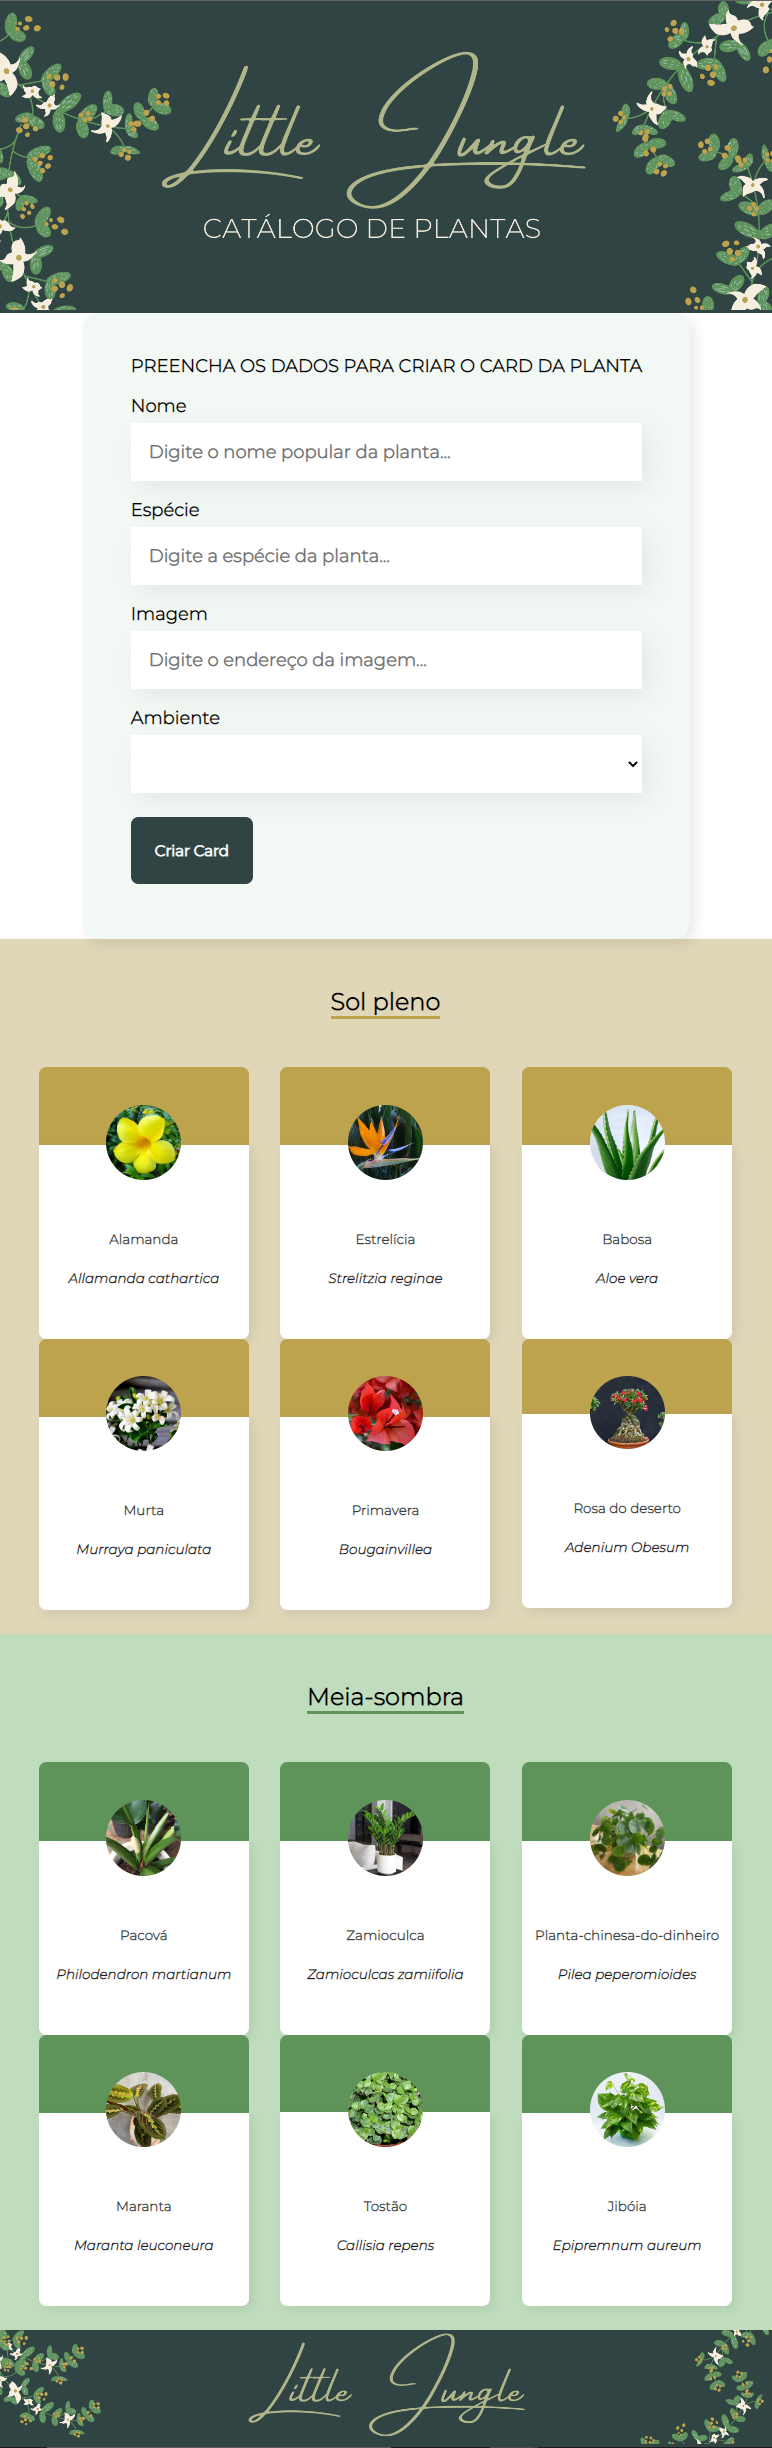 Little Jungle
CATÁLOGO DE PLANTAS
PREENCHA OS DADOS PARA CRIAR O CARD DA PLANTA
Nome
Digite o nome popular da planta...
Espécie
Digite a espécie da planta...
Imagem
Digite o endereço da imagem...
Ambiente
Criar Card
Sol pleno
Alamanda
Allamanda cathartica
Estrelícia
Strelitzia reginae
Babosa
Aloe vera
Murta
Murraya paniculata
Primavera
Bougainvillea
Rosa do deserto
Adenium Obesum
Meia-sombra
Pacová
Philodendron martianum
Zamioculca
Zamioculcas zamiifolia
Planta-chinesa-do-dinheiro
Pilea peperomioides
Maranta
Maranta leuconeura
Tostão
Callisia repens
Jibóia
Epipremnum aureum
Little Jungle